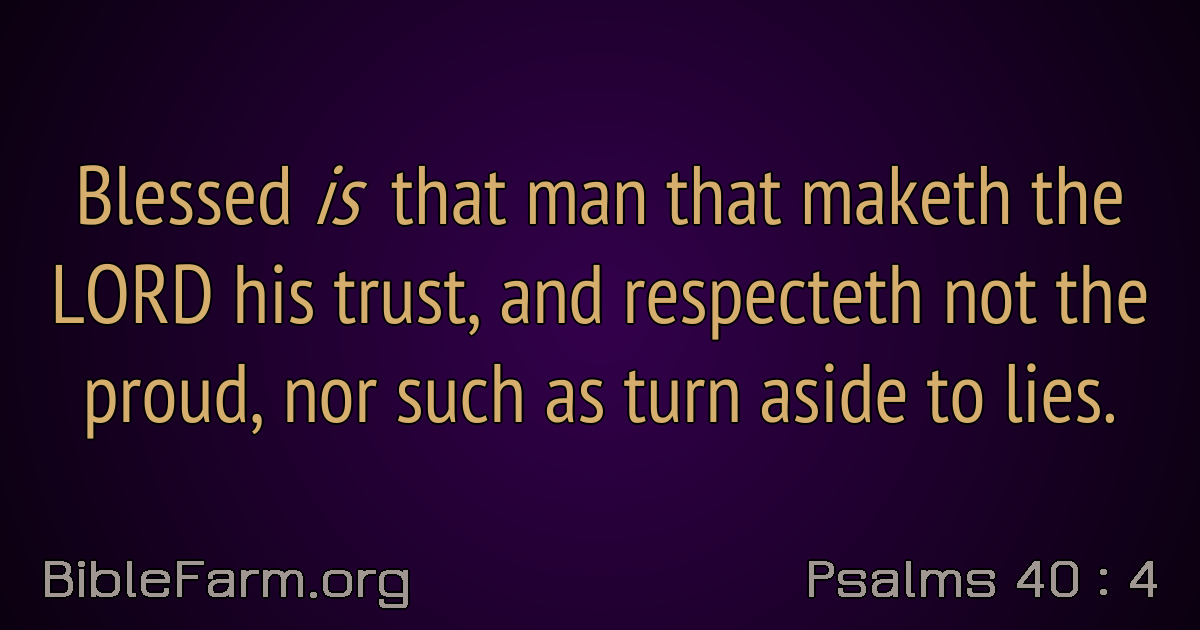 Blessed is that man that maketh the
LORD his trust, and respecteth not the
proud, nor such as turn aside to lies.
BibleFarm.org
Psalms 40 : 4